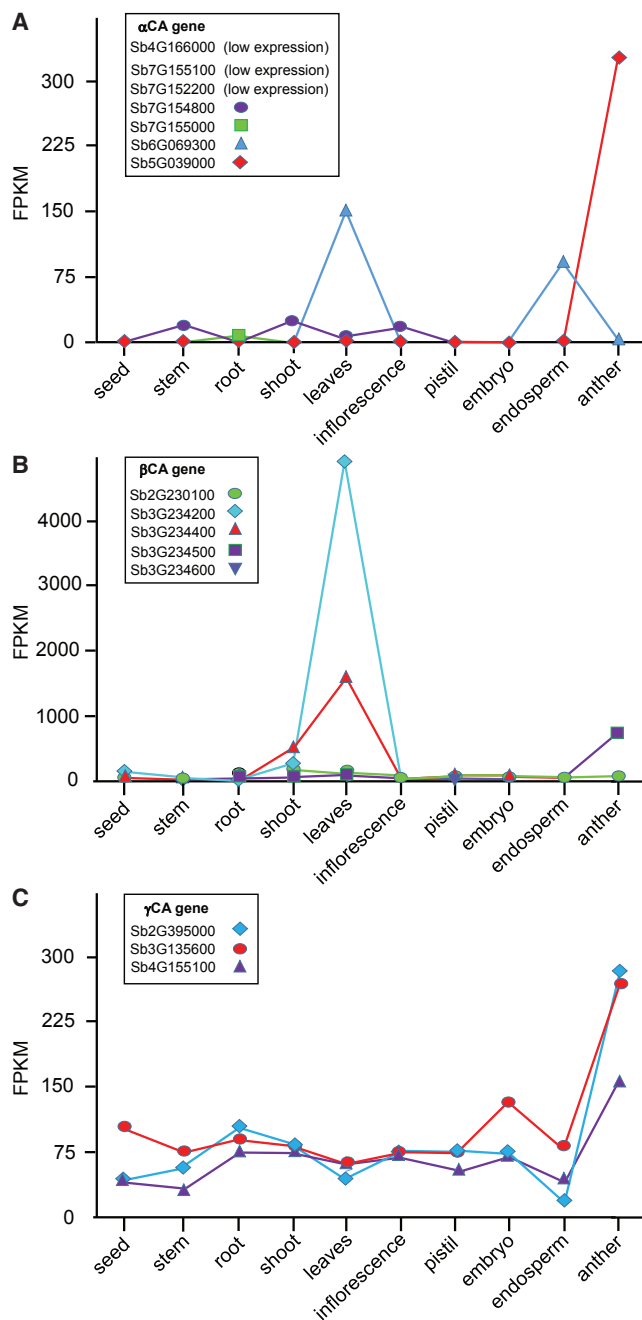 A
αCA gene
Sb4G166000 (low expression)
Sb7G155100 (low expression)
Sb7G152200 (low expression)
Sb7G154800
Sb7G155000
Sb6G069300
Sb5G039000
FPKM
300
225
150
75
0
seed
stem
root
shoot
leaves
inflorescence
pistil
embryo
endosperm
anther
B
βCA gene
Sb2G230100
Sb3G234200
Sb3G234400
Sb3G234500
Sb3G234600
FPKM
4000
3000
2000
1000
0
seed
stem
root
shoot
leaves
inflorescence
pistil
embryo
endosperm
anther
C
γCA gene
Sb2G395000
Sb3G135600
Sb4G155100
FPKM
300
225
150
75
0
seed
stem
root
shoot
leaves
inflorescence
pistil
embryo
endosperm
anther